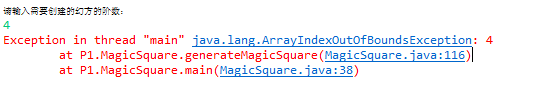 请输入需要创建的幻方的阶数：
4
Exception in thread "main" java.lang.ArrayIndexOutOfBoundsException: 4
at P1.MagicSquare.generateMagicSquare(MagicSquare.java:116)
at P1.MagicSquare.main(MagicSquare.java:38)